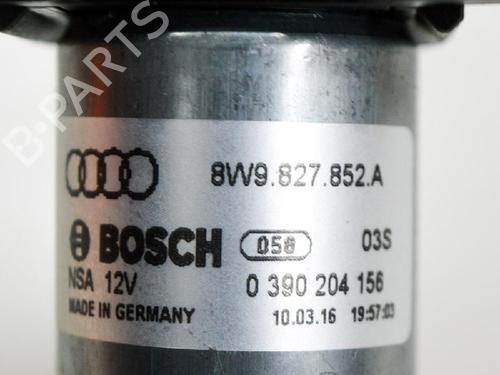 B-PARTS
8W9.827.852.A
BOSCH 056 03S
NSA 12V 0 390 204 156
MADE IN GERMANY 10.03.16 19:57:03